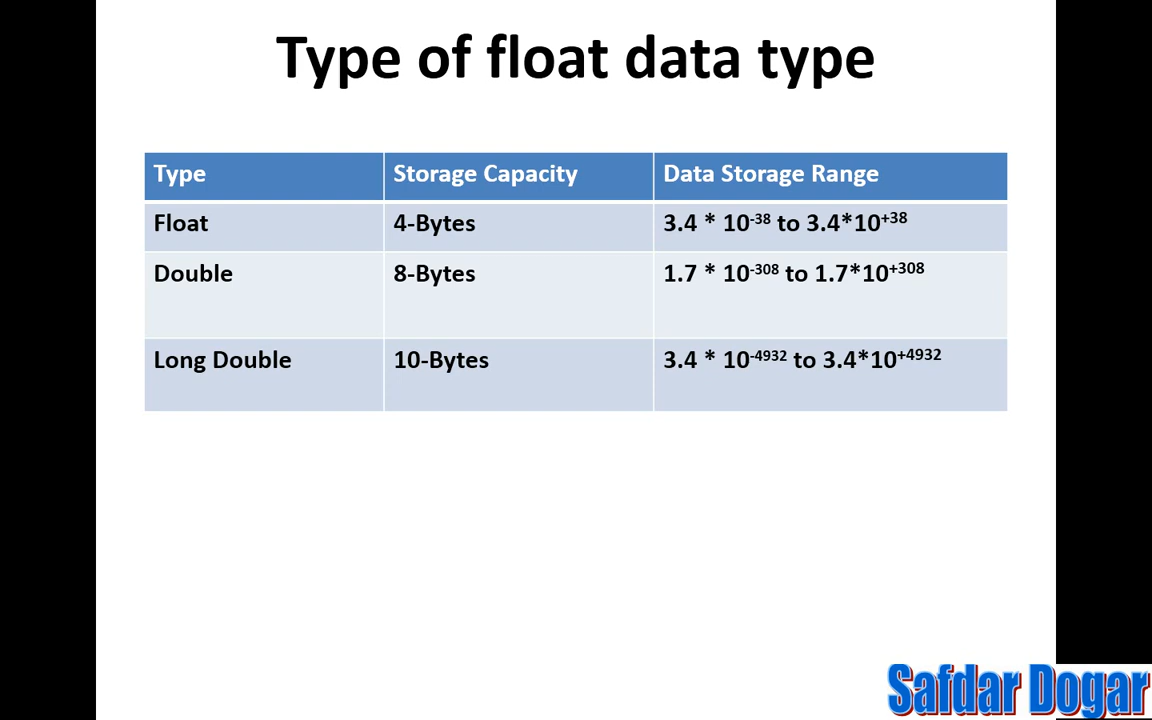 Type of float data type
Type Storage Capacity Data Storage Range
Float 4-Bytes 3.4 * 10⁻³⁸ to 3.4*10⁺³⁸
Double 8-Bytes 1.7 * 10⁻³⁰⁸ to 1.7*10⁺³⁰⁸
Long Double 10-Bytes 3.4 * 10⁻⁴⁹³² to 3.4*10⁺⁴⁹³²
Safdar Dogar